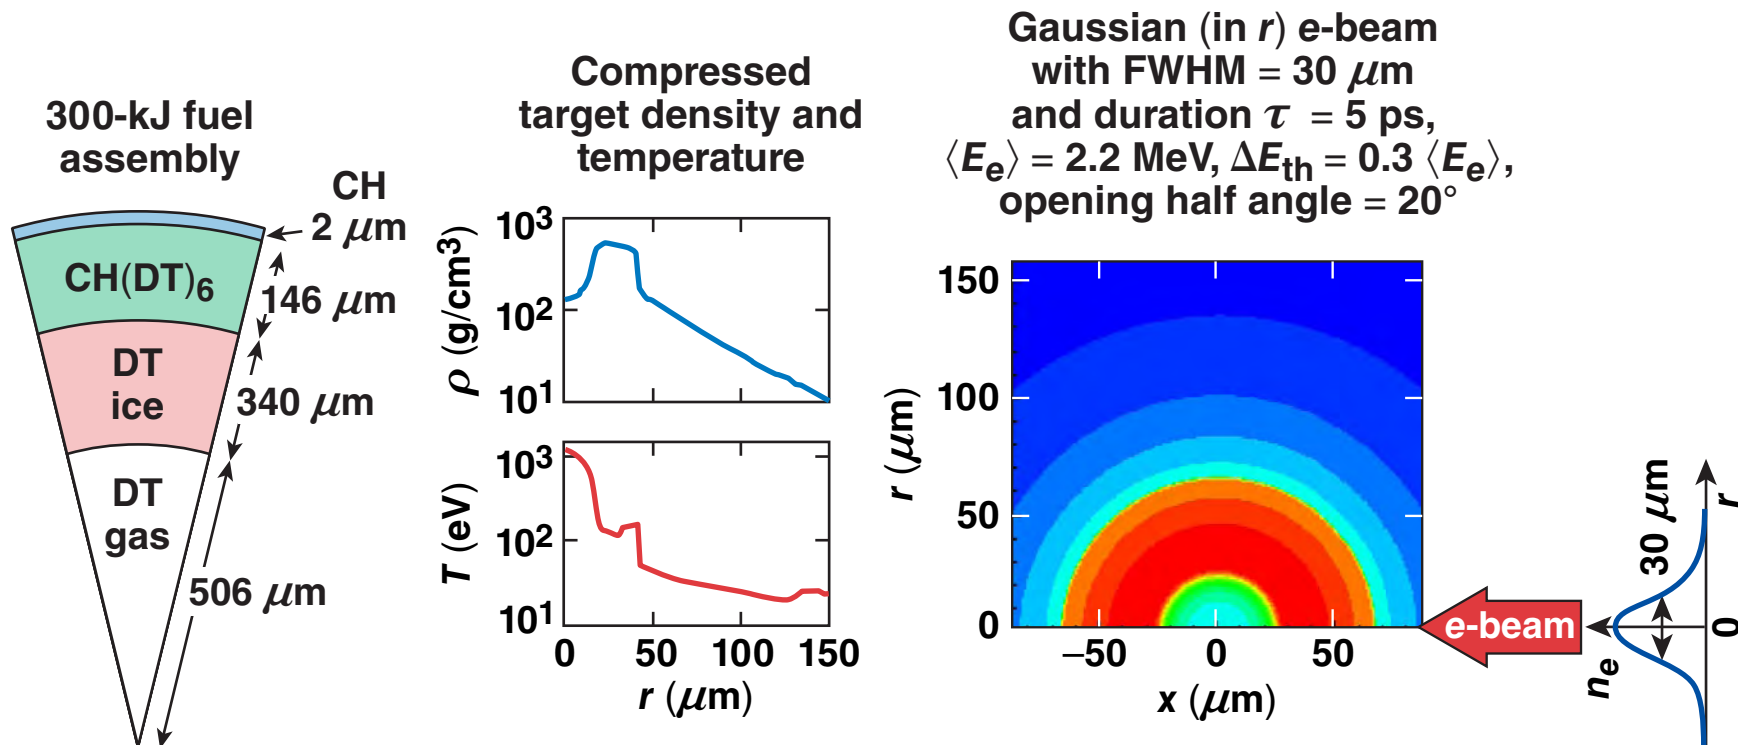 300-kJ fuel
assembly
CH
2 μm
CH(DT)₆
146 μm
DT
ice
340 μm
DT
gas
506 μm
Compressed
target density and
temperature
ρ (g/cm³)
10³
10²
10¹
T (eV)
10³
10²
10¹
0 50 100 150
r (μm)
Gaussian (in r) e-beam
with FWHM = 30 μm
and duration τ = 5 ps,
⟨Eₑ⟩ = 2.2 MeV, ΔE_th = 0.3 ⟨Eₑ⟩,
opening half angle = 20°
r (μm)
150
100
50
0
–50 0 50
x (μm)
e-beam
nₑ
30 μm
r
0